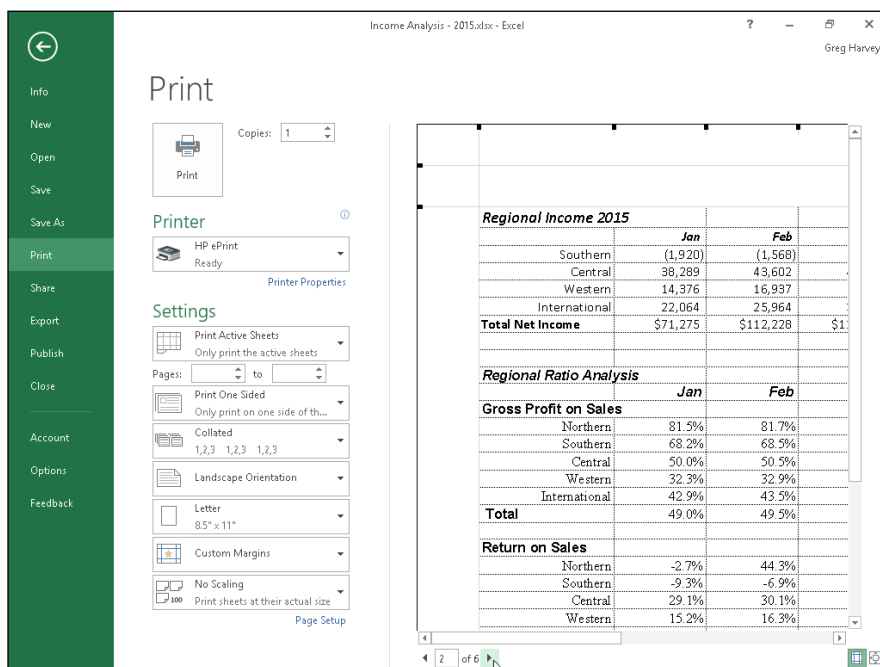 Income Analysis - 2015.xlsx - Excel
?
Greg Harvey
Info
New
Open
Save
Save As
Print
Share
Export
Publish
Close
Account
Options
Feedback
Print
Print
Copies: 1
Printer
HP ePrint
Ready
Printer Properties
Settings
Print Active Sheets
Only print the active sheets
Pages: to
Print One Sided
Only print on one side of th...
Collated
1,2,3 1,2,3 1,2,3
Landscape Orientation
Letter
8.5" x 11"
Custom Margins
No Scaling
Print sheets at their actual size
100
Page Setup
Regional Income 2015
Jan Feb
Southern (1,920) (1,568)
Central 38,289 43,602
Western 14,376 16,937
International 22,064 25,964
Total Net Income $71,275 $112,228 $1
Regional Ratio Analysis
Jan Feb
Gross Profit on Sales
Northern 81.5% 81.7%
Southern 68.2% 68.5%
Central 50.0% 50.5%
Western 32.3% 32.9%
International 42.9% 43.5%
Total 49.0% 49.5%
Return on Sales
Northern -2.7% 44.3%
Southern -9.3% -6.9%
Central 29.1% 30.1%
Western 15.2% 16.3%
2 of 6